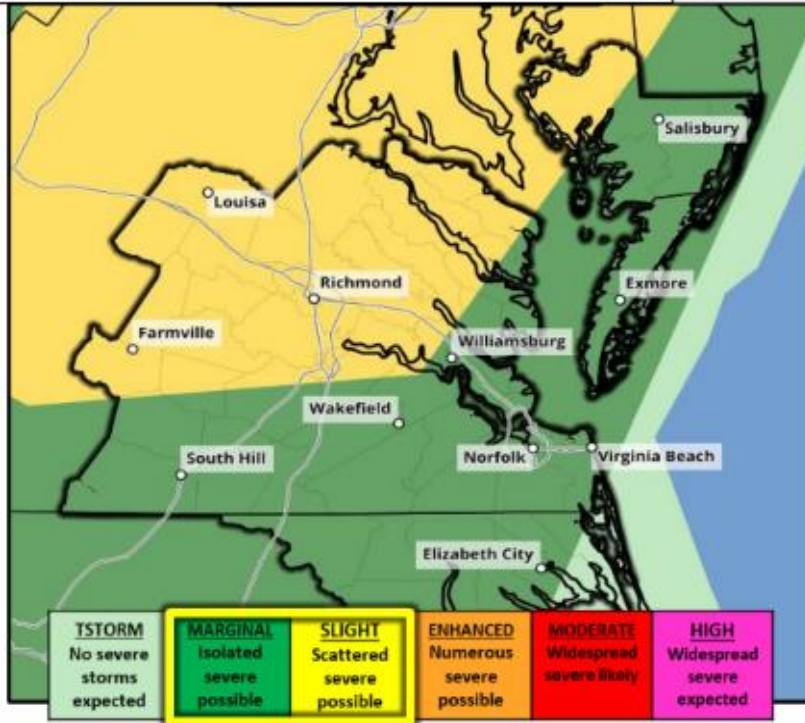 Salisbury
Louisa
Richmond
Exmore
Farmville
Williamsburg
Wakefield
South Hill
Norfolk
Virginia Beach
Elizabeth City
TSTORM
No severe
storms
expected
MARGINAL
Isolated
severe
possible
SLIGHT
Scattered
severe
possible
ENHANCED
Numerous
severe
possible
MODERATE
Widespread
severe likely
HIGH
Widespread
severe
expected